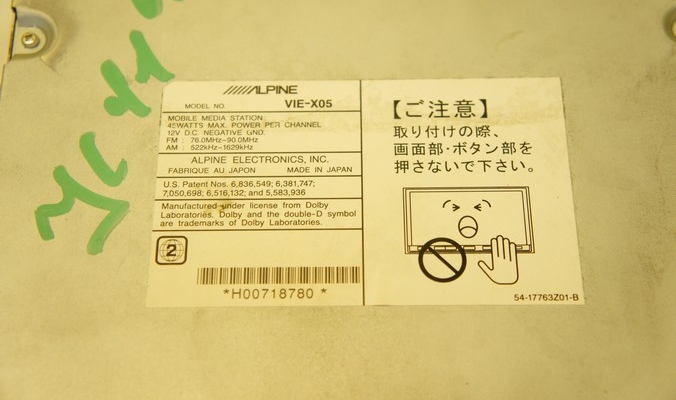 ALPINE
MODEL NO. VIE-X05
MOBILE MEDIA STATION
45WATTS MAX. POWER PER CHANNEL
12V D.C. NEGATIVE GND.
FM : 76.0MHz~90.0MHz
AM : 522kHz~1629kHz
ALPINE ELECTRONICS, INC.
FABRIQUE AU JAPON MADE IN JAPAN
U.S. Patent Nos. 6,836,549; 6,381,747;
7,050,698; 6,516,132; and 5,583,936
Manufactured under license from Dolby
Laboratories. Dolby and the double-D symbol
are trademarks of Dolby Laboratories.
2
*H00718780 *
【ご注意】
取り付けの際、
画面部・ボタン部を
押さないで下さい。
54-17763Z01-B